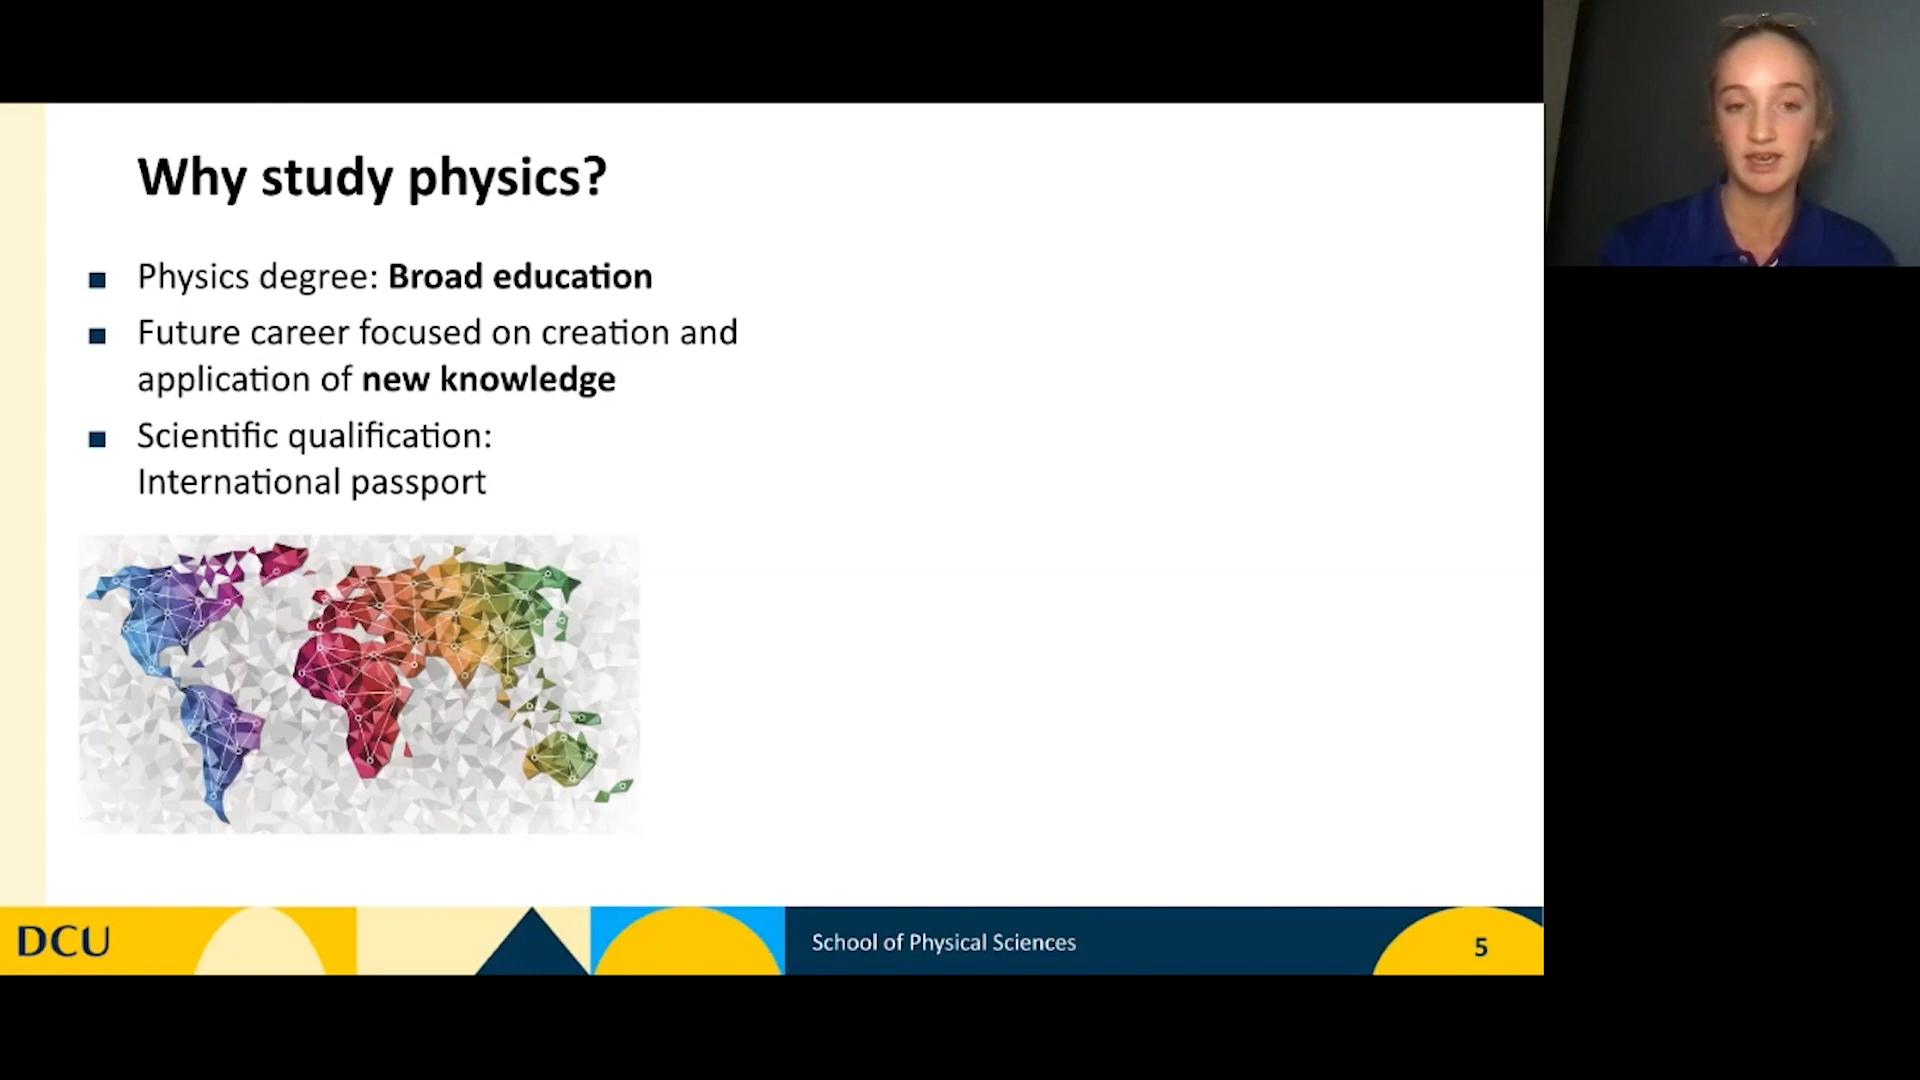 Why study physics?
Physics degree: Broad education
Future career focused on creation and
application of new knowledge
Scientific qualification:
International passport
DCU
School of Physical Sciences
5